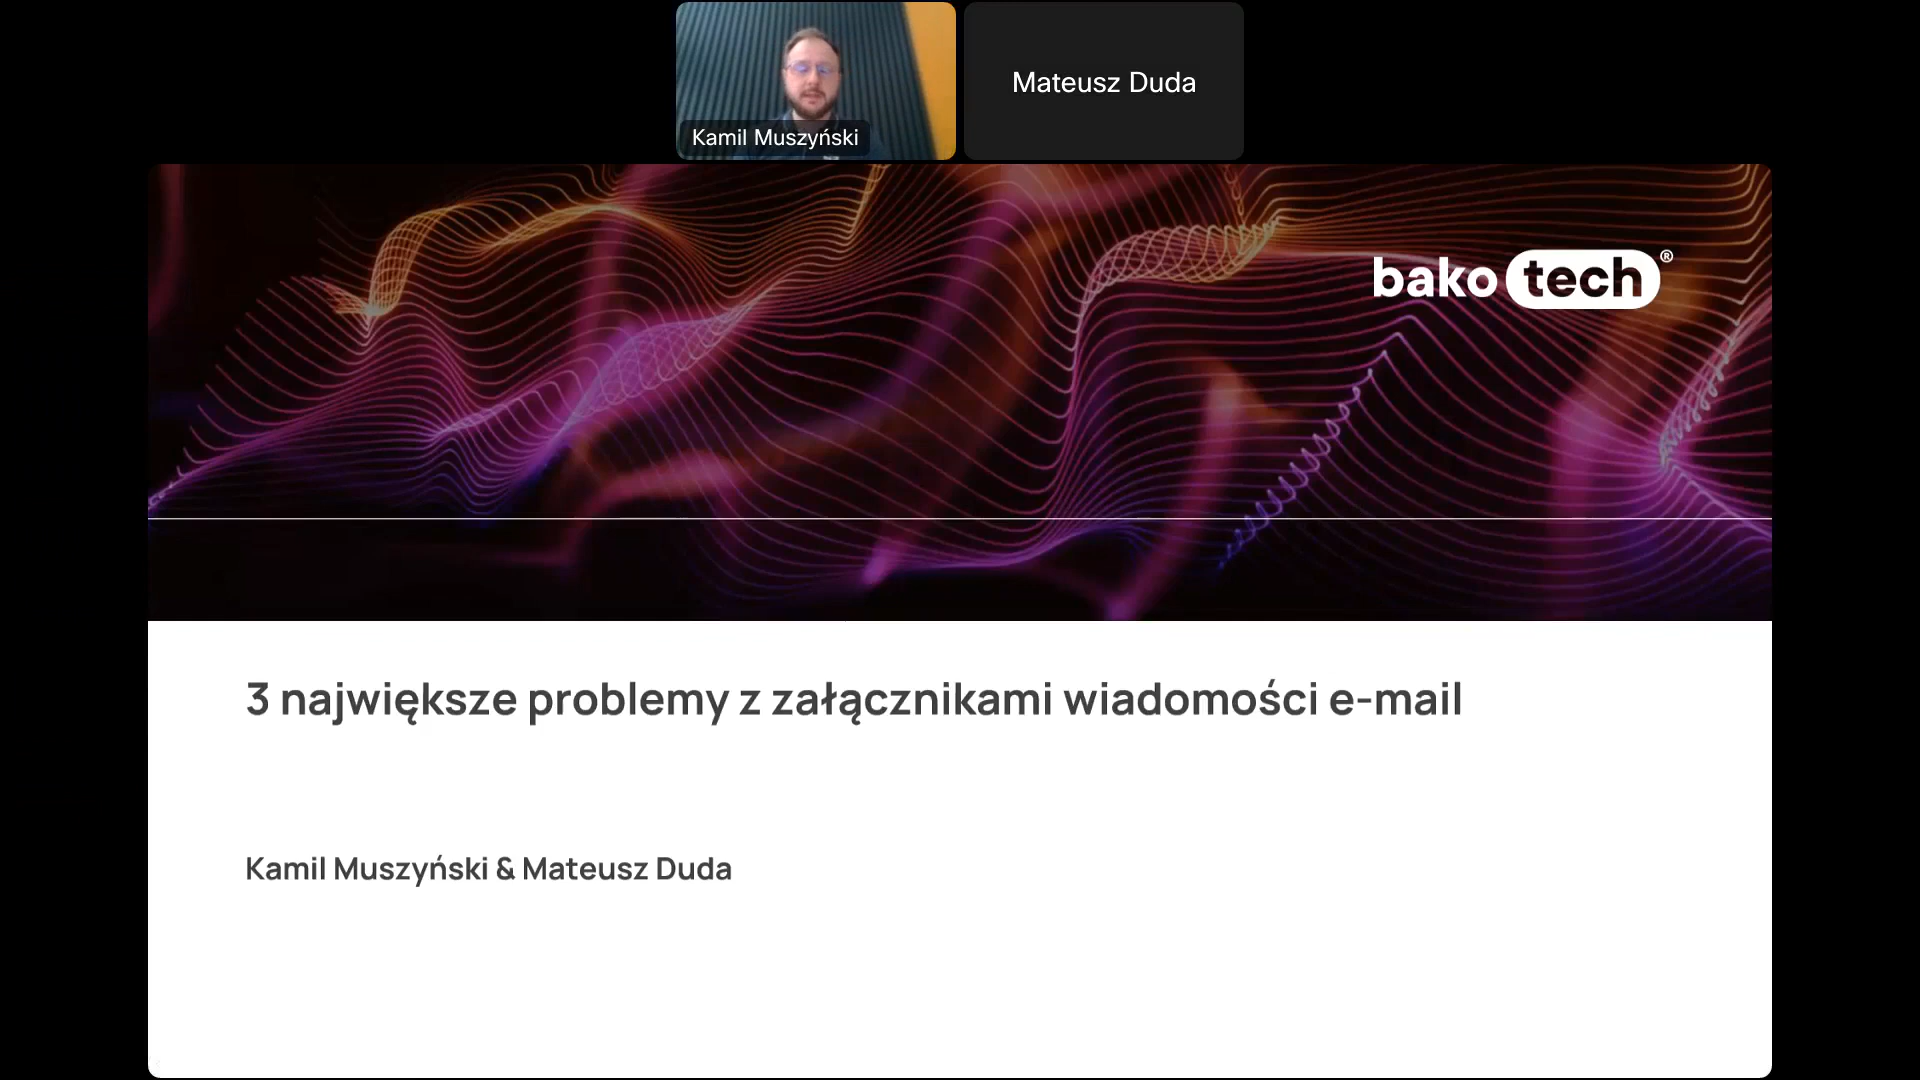 Kamil Muszyński
Mateusz Duda
bako tech®
3 największe problemy z załącznikami wiadomości e-mail
Kamil Muszyński & Mateusz Duda